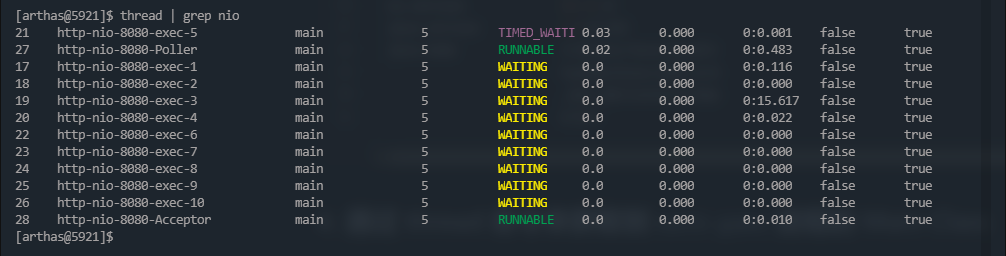 [arthas@5921]$ thread | grep nio
21 http-nio-8080-exec-5 main 5 TIMED_WAITI 0.03 0.000 0:0.001 false true
27 http-nio-8080-Poller main 5 RUNNABLE 0.02 0.000 0:0.483 false true
17 http-nio-8080-exec-1 main 5 WAITING 0.0 0.000 0:0.116 false true
18 http-nio-8080-exec-2 main 5 WAITING 0.0 0.000 0:0.000 false true
19 http-nio-8080-exec-3 main 5 WAITING 0.0 0.000 0:15.617 false true
20 http-nio-8080-exec-4 main 5 WAITING 0.0 0.000 0:0.022 false true
22 http-nio-8080-exec-6 main 5 WAITING 0.0 0.000 0:0.000 false true
23 http-nio-8080-exec-7 main 5 WAITING 0.0 0.000 0:0.000 false true
24 http-nio-8080-exec-8 main 5 WAITING 0.0 0.000 0:0.000 false true
25 http-nio-8080-exec-9 main 5 WAITING 0.0 0.000 0:0.000 false true
26 http-nio-8080-exec-10 main 5 WAITING 0.0 0.000 0:0.000 false true
28 http-nio-8080-Acceptor main 5 RUNNABLE 0.0 0.000 0:0.010 false true
[arthas@5921]$